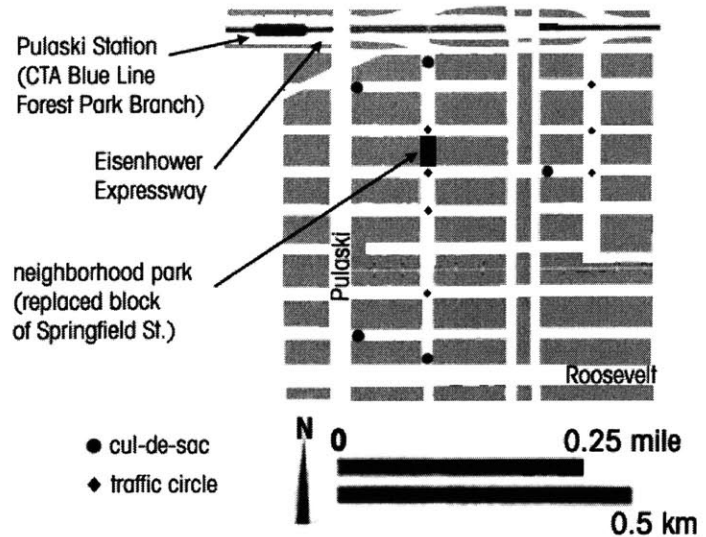 Pulaski Station
(CTA Blue Line
Forest Park Branch)
Eisenhower
Expressway
neighborhood park
(replaced block
of Springfield St.)
Pulaski
Roosevelt
cul-de-sac
traffic circle
N
0
0.25 mile
0.5 km